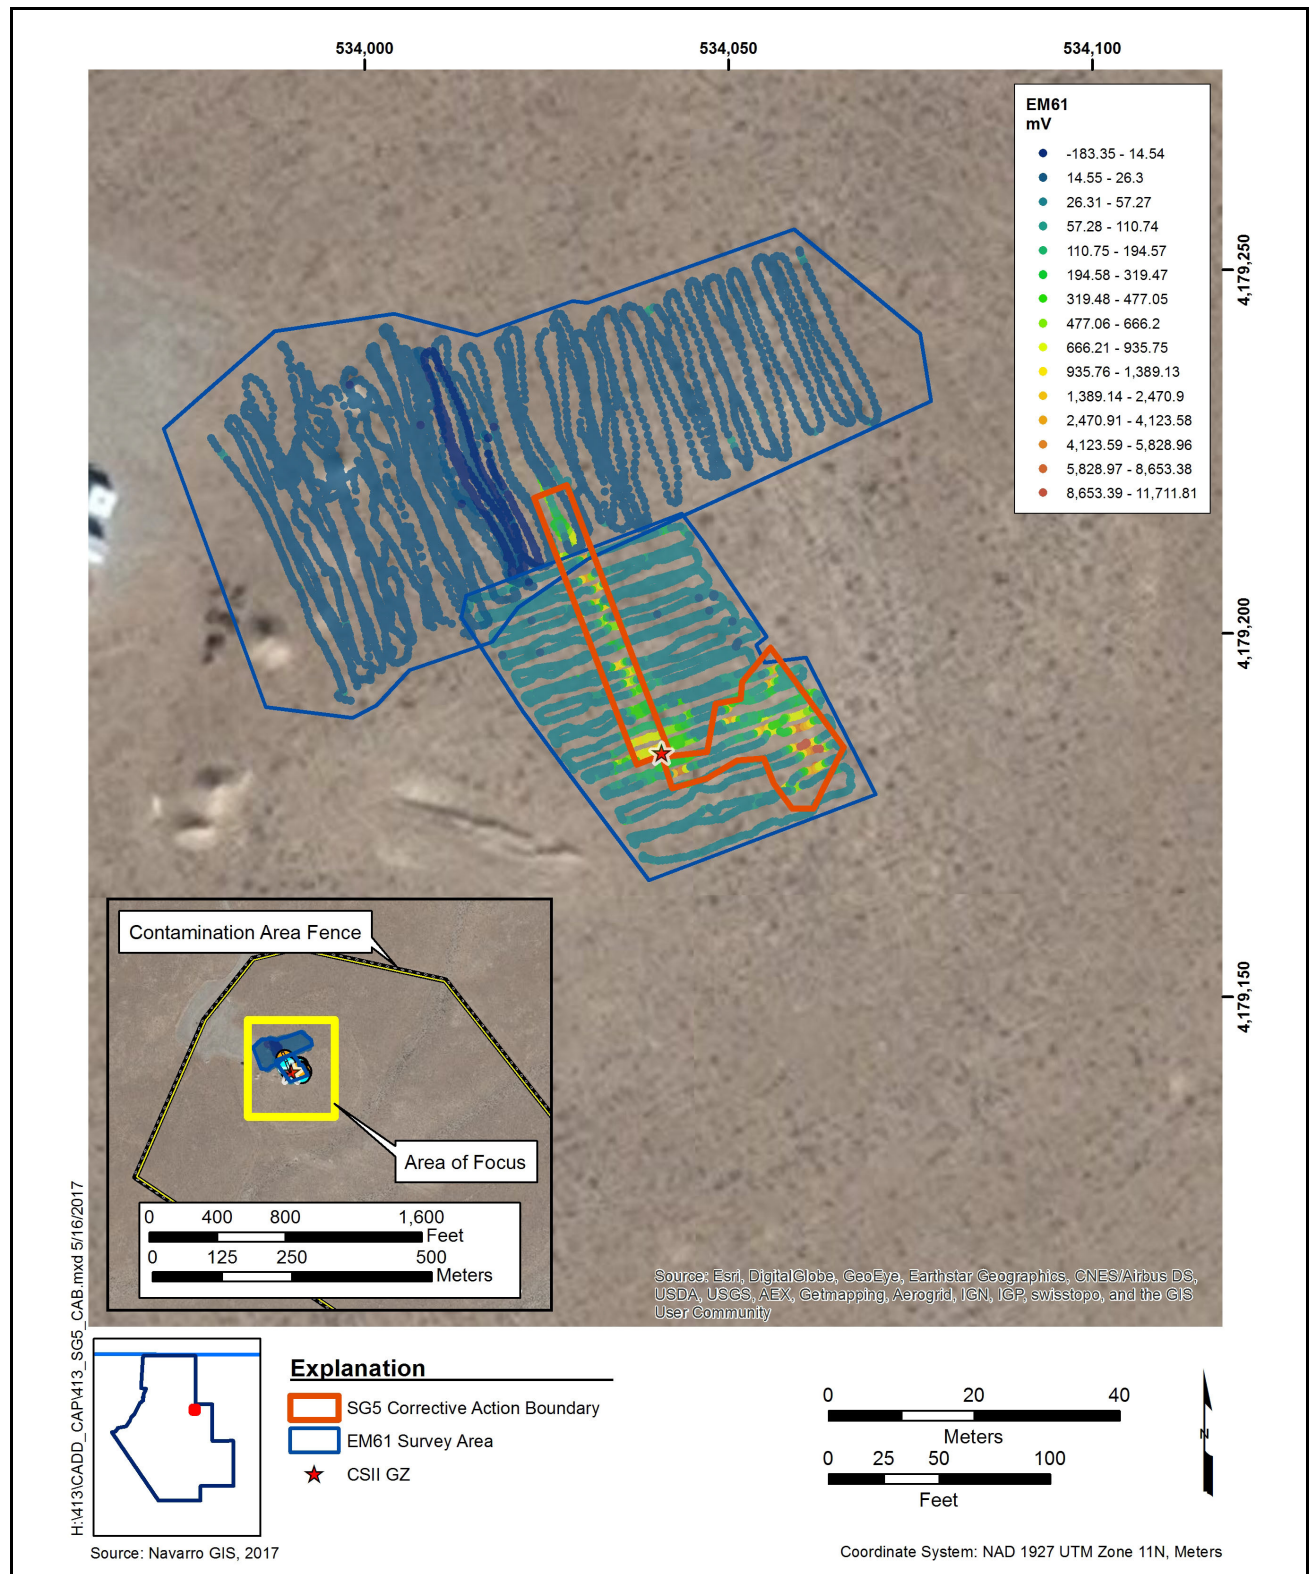 534,000
534,050
534,100
EM61
mV
-183.35 - 14.54
14.55 - 26.3
26.31 - 57.27
57.28 - 110.74
110.75 - 194.57
194.58 - 319.47
319.48 - 477.05
477.06 - 666.2
666.21 - 935.75
935.76 - 1,389.13
1,389.14 - 2,470.9
2,470.91 - 4,123.58
4,123.59 - 5,828.96
5,828.97 - 8,653.38
8,653.39 - 11,711.81
4,179,250
4,179,200
4,179,150
Contamination Area Fence
Area of Focus
0 400 800 1,600
Feet
0 125 250 500
Meters
Source: Esri, DigitalGlobe, GeoEye, Earthstar Geographics, CNES/Airbus DS,
USDA, USGS, AEX, Getmapping, Aerogrid, IGN, IGP, swisstopo, and the GIS
User Community
H:\413\CADD_CAP\413_SG5_CAB.mxd 5/16/2017
Explanation
SG5 Corrective Action Boundary
EM61 Survey Area
CSII GZ
0 20 40
Meters
0 25 50 100
Feet
N
Source: Navarro GIS, 2017
Coordinate System: NAD 1927 UTM Zone 11N, Meters